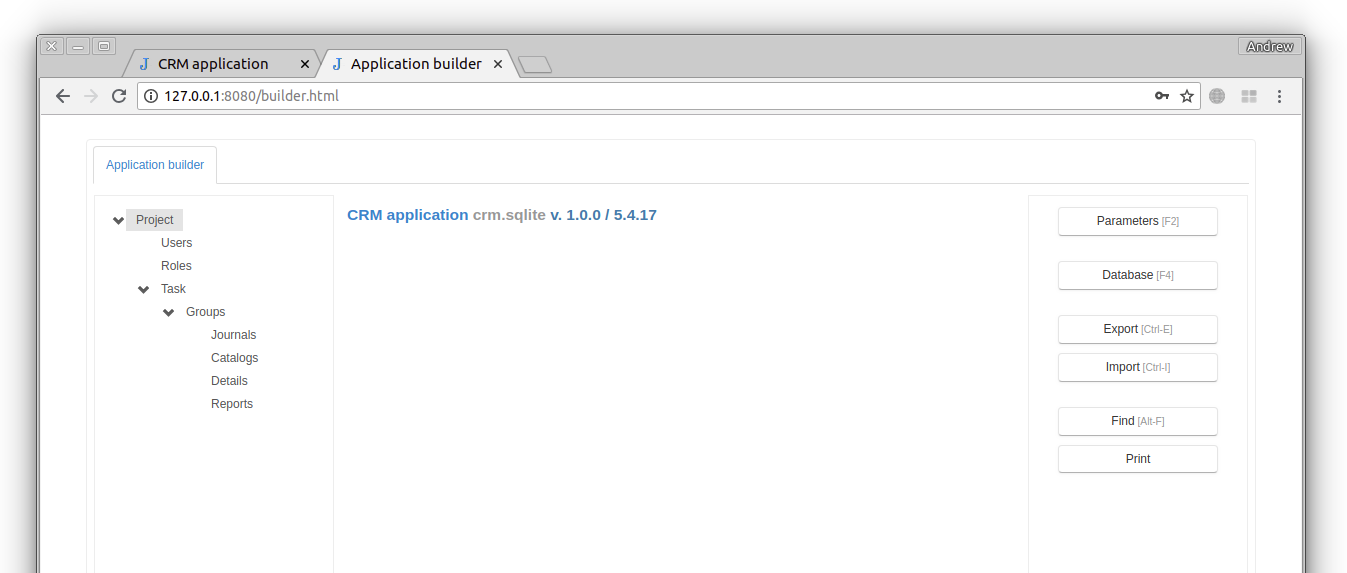 Andrew
CRM application
Application builder
127.0.0.1:8080/builder.html
Application builder
Project
Users
Roles
Task
Groups
Journals
Catalogs
Details
Reports
CRM application crm.sqlite v. 1.0.0 / 5.4.17
Parameters [F2]
Database [F4]
Export [Ctrl-E]
Import [Ctrl-I]
Find [Alt-F]
Print